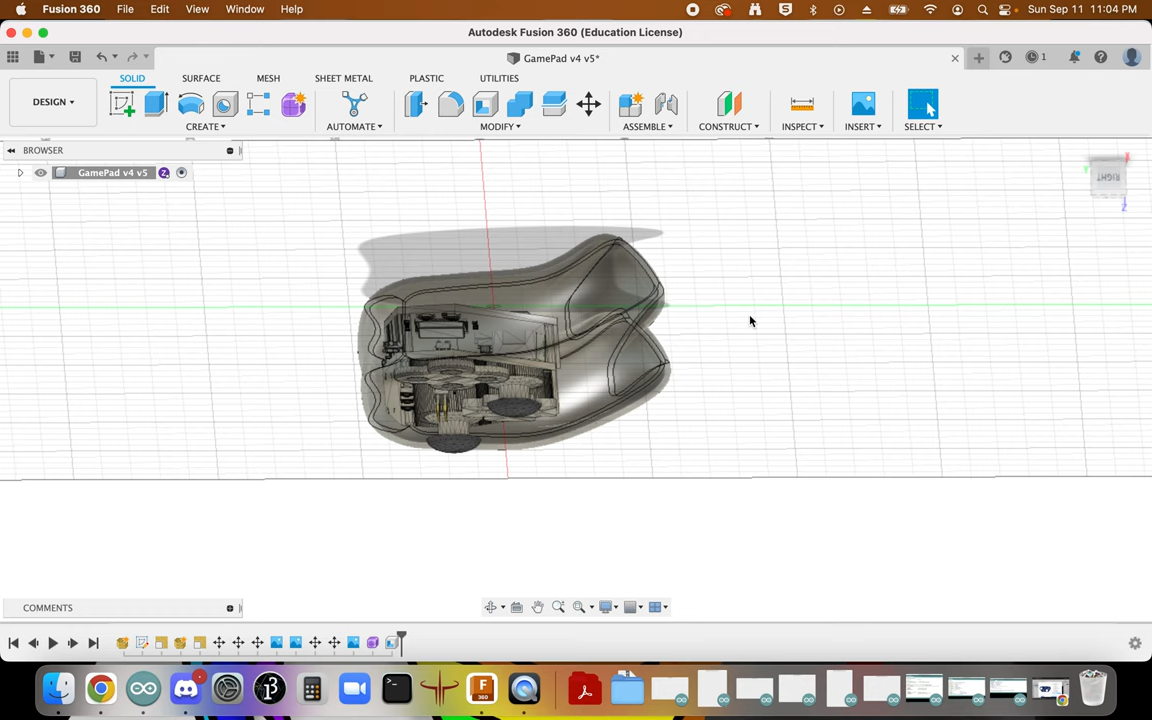 Fusion 360 File Edit View Window Help Sun Sep 11 11:04 PM
Autodesk Fusion 360 (Education License)
GamePad v4 v5*
1
SOLID SURFACE MESH SHEET METAL PLASTIC UTILITIES
DESIGN▾
CREATE▾ AUTOMATE▾ MODIFY▾ ASSEMBLE▾ CONSTRUCT▾ INSPECT▾ INSERT▾ SELECT▾
BROWSER
GamePad v4 v5
Z
RIGHT
X
Y
Z
COMMENTS
F
360